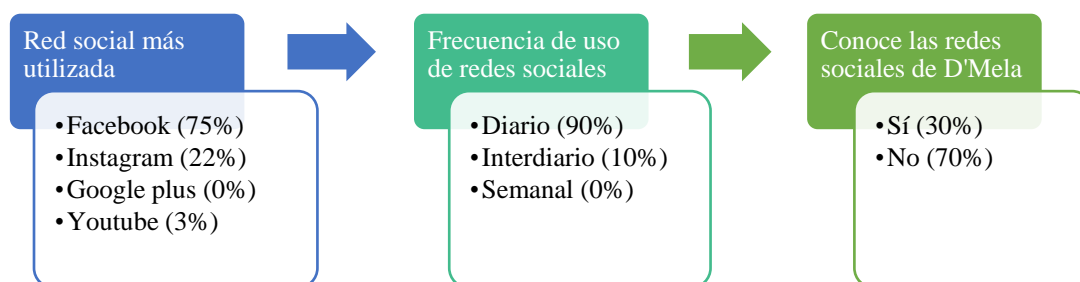 Red social más
utilizada
•Facebook (75%)
•Instagram (22%)
•Google plus (0%)
•Youtube (3%)
Frecuencia de uso
de redes sociales
•Diario (90%)
•Interdiario (10%)
•Semanal (0%)
Conoce las redes
sociales de D'Mela
•Sí (30%)
•No (70%)